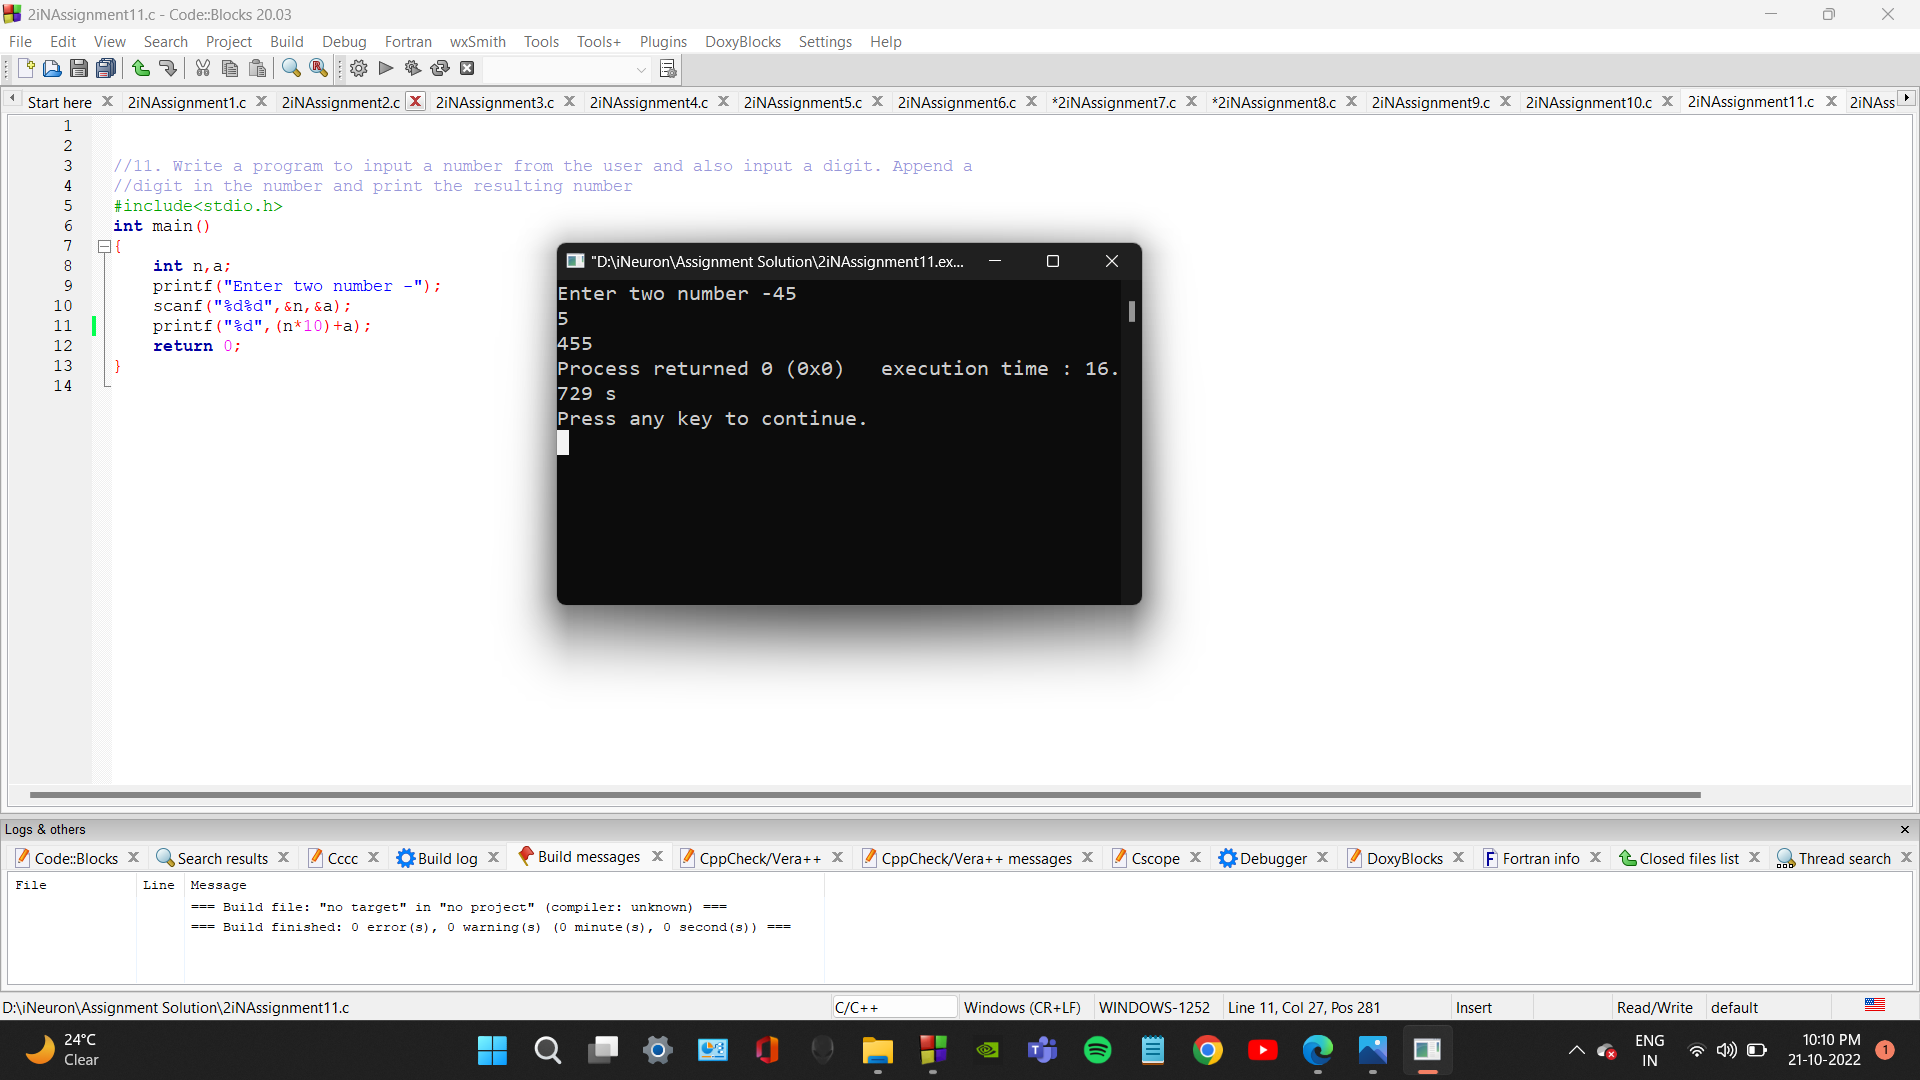 2iNAssignment11.c - Code::Blocks 20.03
File Edit View Search Project Build Debug Fortran wxSmith Tools Tools+ Plugins DoxyBlocks Settings Help
Start here 2iNAssignment1.c 2iNAssignment2.c 2iNAssignment3.c 2iNAssignment4.c 2iNAssignment5.c 2iNAssignment6.c *2iNAssignment7.c *2iNAssignment8.c 2iNAssignment9.c 2iNAssignment10.c 2iNAssignment11.c 2iNAss
1
2
3 //11. Write a program to input a number from the user and also input a digit. Append a
4 //digit in the number and print the resulting number
5 #include<stdio.h>
6 int main()
7 {
8 int n,a;
9 printf("Enter two number -");
10 scanf("%d%d",&n,&a);
11 printf("%d",(n*10)+a);
12 return 0;
13 }
14
"D:\iNeuron\Assignment Solution\2iNAssignment11.ex...
Enter two number -45
5
455
Process returned 0 (0x0)   execution time : 16.
729 s
Press any key to continue.
Logs & others
Code::Blocks Search results Cccc Build log Build messages CppCheck/Vera++ CppCheck/Vera++ messages Cscope Debugger DoxyBlocks Fortran info Closed files list Thread search
File Line Message
=== Build file: "no target" in "no project" (compiler: unknown) ===
=== Build finished: 0 error(s), 0 warning(s) (0 minute(s), 0 second(s)) ===
D:\iNeuron\Assignment Solution\2iNAssignment11.c C/C++ Windows (CR+LF) WINDOWS-1252 Line 11, Col 27, Pos 281 Insert Read/Write default
24°C
Clear
ENG
IN
10:10 PM
21-10-2022
1